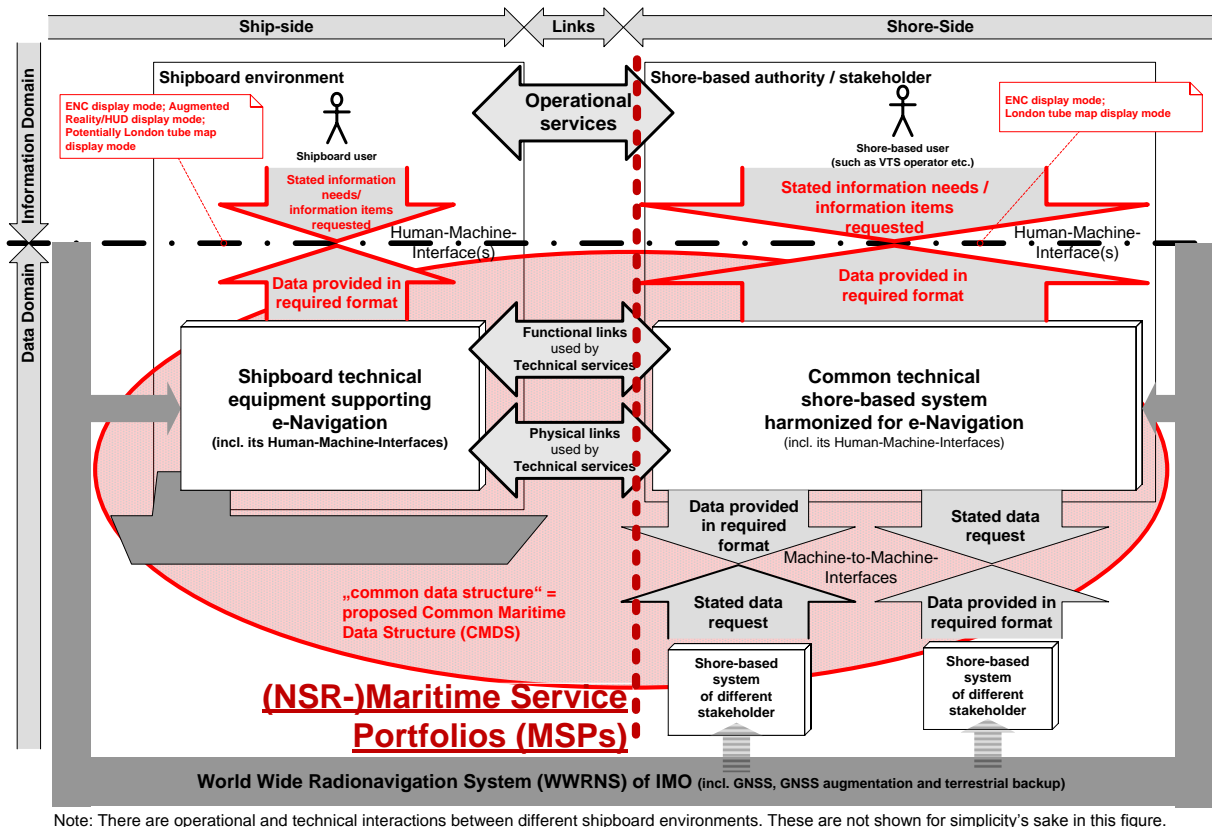 Ship-side
Links
Shore-Side
Information Domain
Data Domain
Shipboard environment
Shore-based authority / stakeholder
Operational
services
ENC display mode; Augmented
Reality/HUD display mode;
Potentially London tube map
display mode
ENC display mode;
London tube map display mode
Shipboard user
Shore-based user
(such as VTS operator etc.)
Stated information
needs/
information items
requested
Stated information needs /
information items
requested
Human-Machine-
Interface(s)
Human-Machine-
Interface(s)
Data provided in
required format
Data provided in
required format
Functional links
used by
Technical services
Shipboard technical
equipment supporting
e-Navigation
(incl. its Human-Machine-Interfaces)
Common technical
shore-based system
harmonized for e-Navigation
(incl. its Human-Machine-Interfaces)
Physical links
used by
Technical services
Data provided
in required
format
Stated data
request
Machine-to-Machine-
Interfaces
Stated data
request
Data provided in
required format
„common data structure“ =
proposed Common Maritime
Data Structure (CMDS)
Shore-based
system
of different
stakeholder
Shore-based
system
of different
stakeholder
(NSR-)Maritime Service
Portfolios (MSPs)
World Wide Radionavigation System (WWRNS) of IMO (incl. GNSS, GNSS augmentation and terrestrial backup)
Note: There are operational and technical interactions between different shipboard environments. These are not shown for simplicity’s sake in this figure.